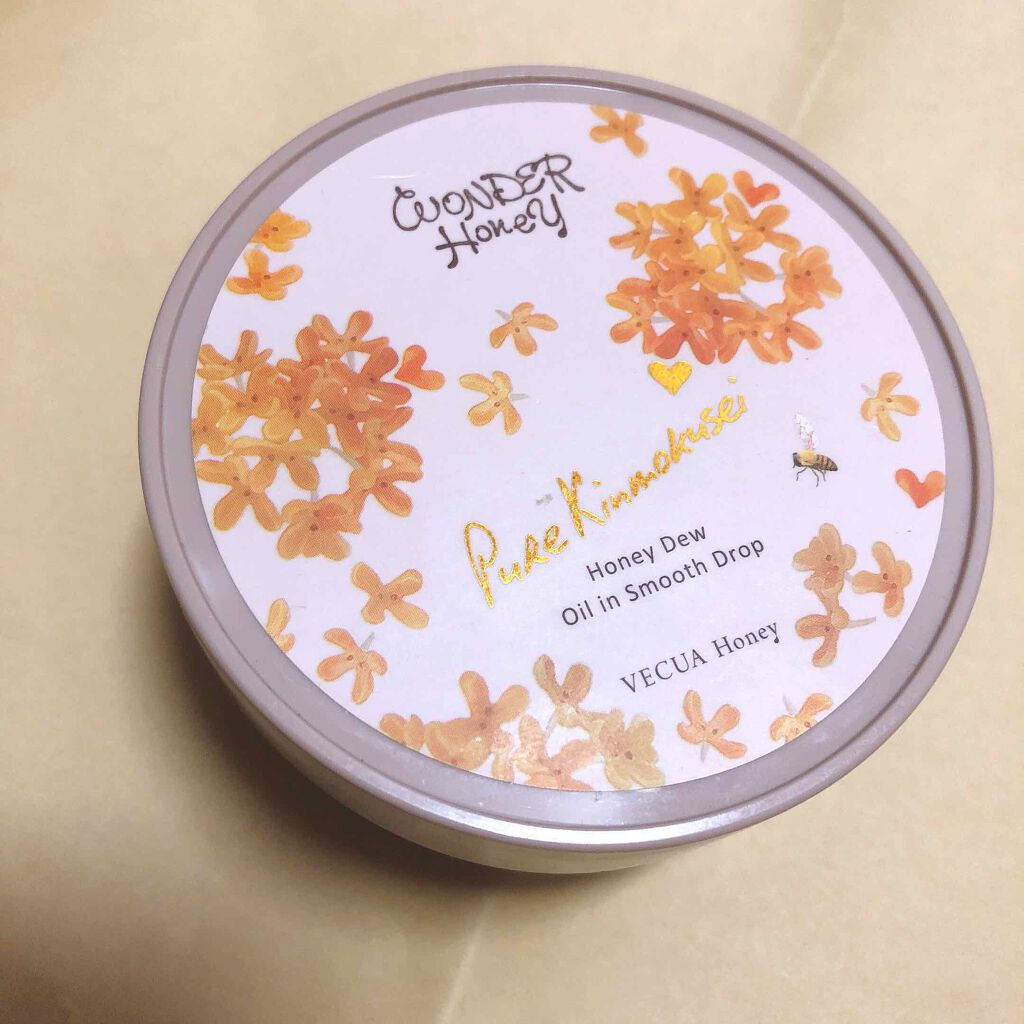 WONDER
Honey
Pure Kinmokusei
Honey Dew
Oil in Smooth Drop
VECUA Honey